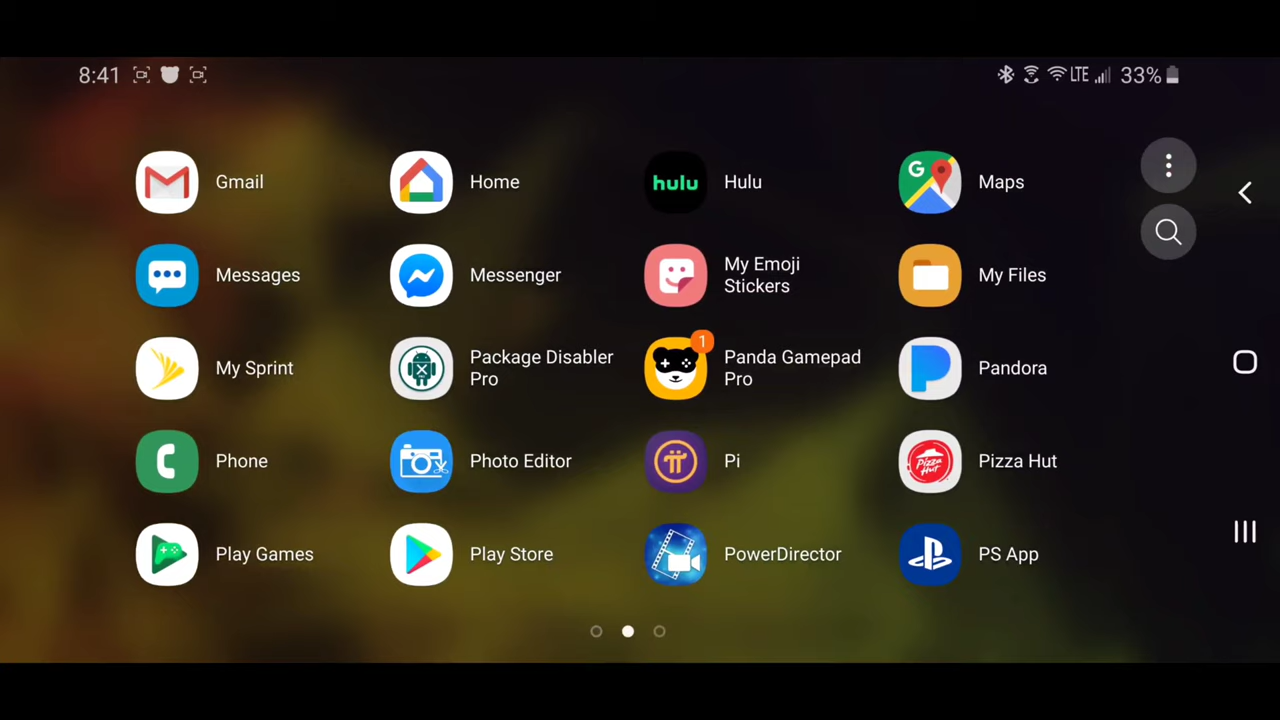 8:41 LTE 33%
Gmail Home hulu Hulu G Maps
Messages Messenger My Emoji
Stickers My Files
My Sprint Package Disabler
Pro 1 Panda Gamepad
Pro Pandora
Phone Photo Editor Pi Pizza Hut Pizza Hut
Play Games Play Store PowerDirector PS App